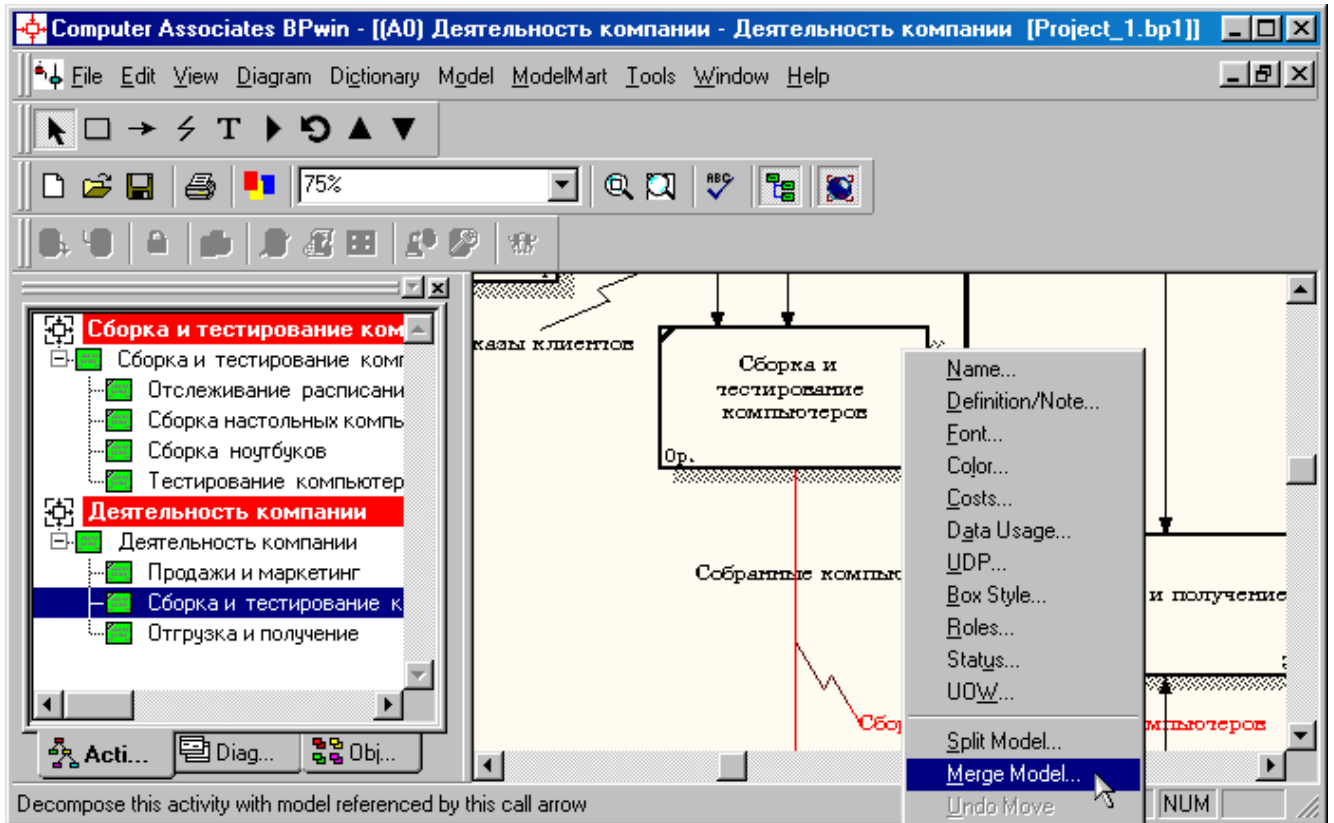 Computer Associates BPwin - [(A0) Деятельность компании - Деятельность компании [Project_1.bp1]]
File Edit View Diagram Dictionary Model ModelMart Tools Window Help
T
75%
ABC
Сборка и тестирование ком
Сборка и тестирование комп
Отслеживание расписани
Сборка настольных компь
Сборка ноутбуков
Тестирование компьютер
Деятельность компании
Деятельность компании
Продажи и маркетинг
Сборка и тестирование к
Отгрузка и получение
Acti...
Diag...
Obj...
казы клиентов
Сборка и
тестирование
компьютеров
0р.
Собранные компью
и получение
Сбор
мпьютеров
Name...
Definition/Note...
Font...
Color...
Costs...
Data Usage...
UDP...
Box Style...
Roles...
Status...
UOW...
Split Model...
Merge Model...
Undo Move
Decompose this activity with model referenced by this call arrow
NUM